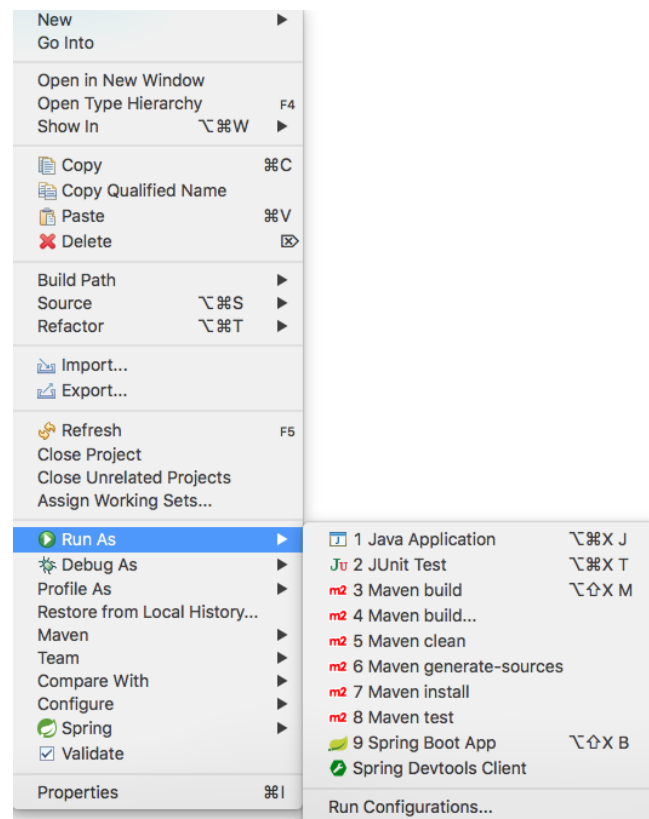 New
Go Into
Open in New Window
Open Type Hierarchy F4
Show In ⌥⌘W
Copy ⌘C
Copy Qualified Name
Paste ⌘V
Delete ⌦
Build Path
Source ⌥⌘S
Refactor ⌥⌘T
Import...
Export...
Refresh F5
Close Project
Close Unrelated Projects
Assign Working Sets...
Run As
Debug As
Profile As
Restore from Local History...
Maven
Team
Compare With
Configure
Spring
Validate
Properties ⌘I
J 1 Java Application ⌥⌘X J
Ju 2 JUnit Test ⌥⌘X T
m2 3 Maven build ⌥⇧X M
m2 4 Maven build...
m2 5 Maven clean
m2 6 Maven generate-sources
m2 7 Maven install
m2 8 Maven test
9 Spring Boot App ⌥⇧X B
Spring Devtools Client
Run Configurations...